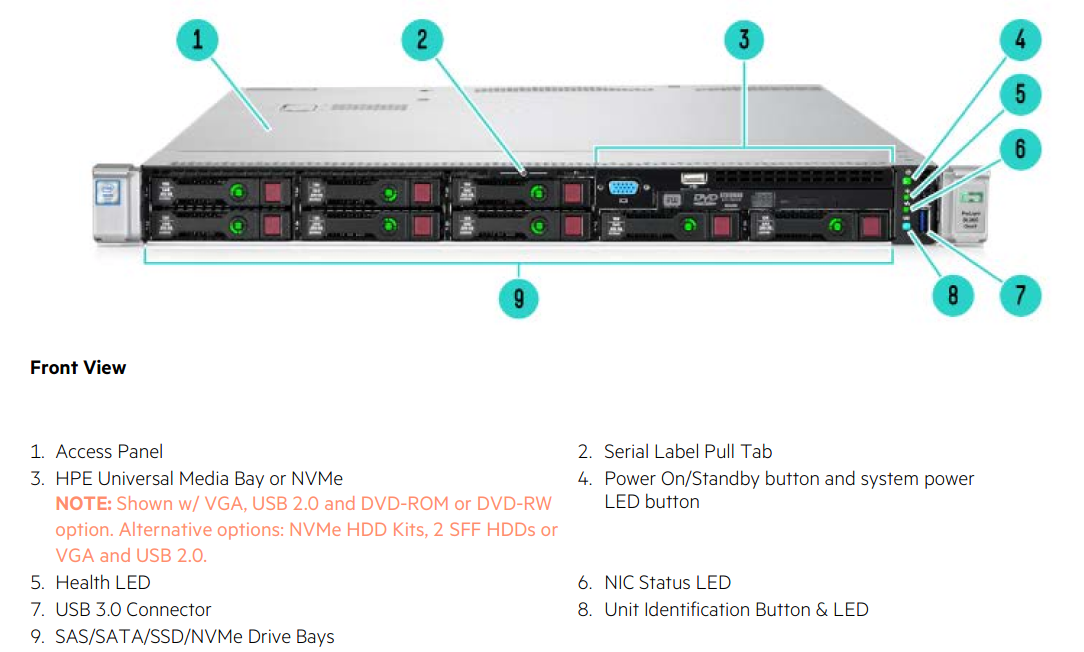 1
2
3
4
5
6
7
8
9
DVD
Front View
1. Access Panel
2. Serial Label Pull Tab
3. HPE Universal Media Bay or NVMe
NOTE: Shown w/ VGA, USB 2.0 and DVD-ROM or DVD-RW
option. Alternative options: NVMe HDD Kits, 2 SFF HDDs or
VGA and USB 2.0.
4. Power On/Standby button and system power
LED button
5. Health LED
6. NIC Status LED
7. USB 3.0 Connector
8. Unit Identification Button & LED
9. SAS/SATA/SSD/NVMe Drive Bays